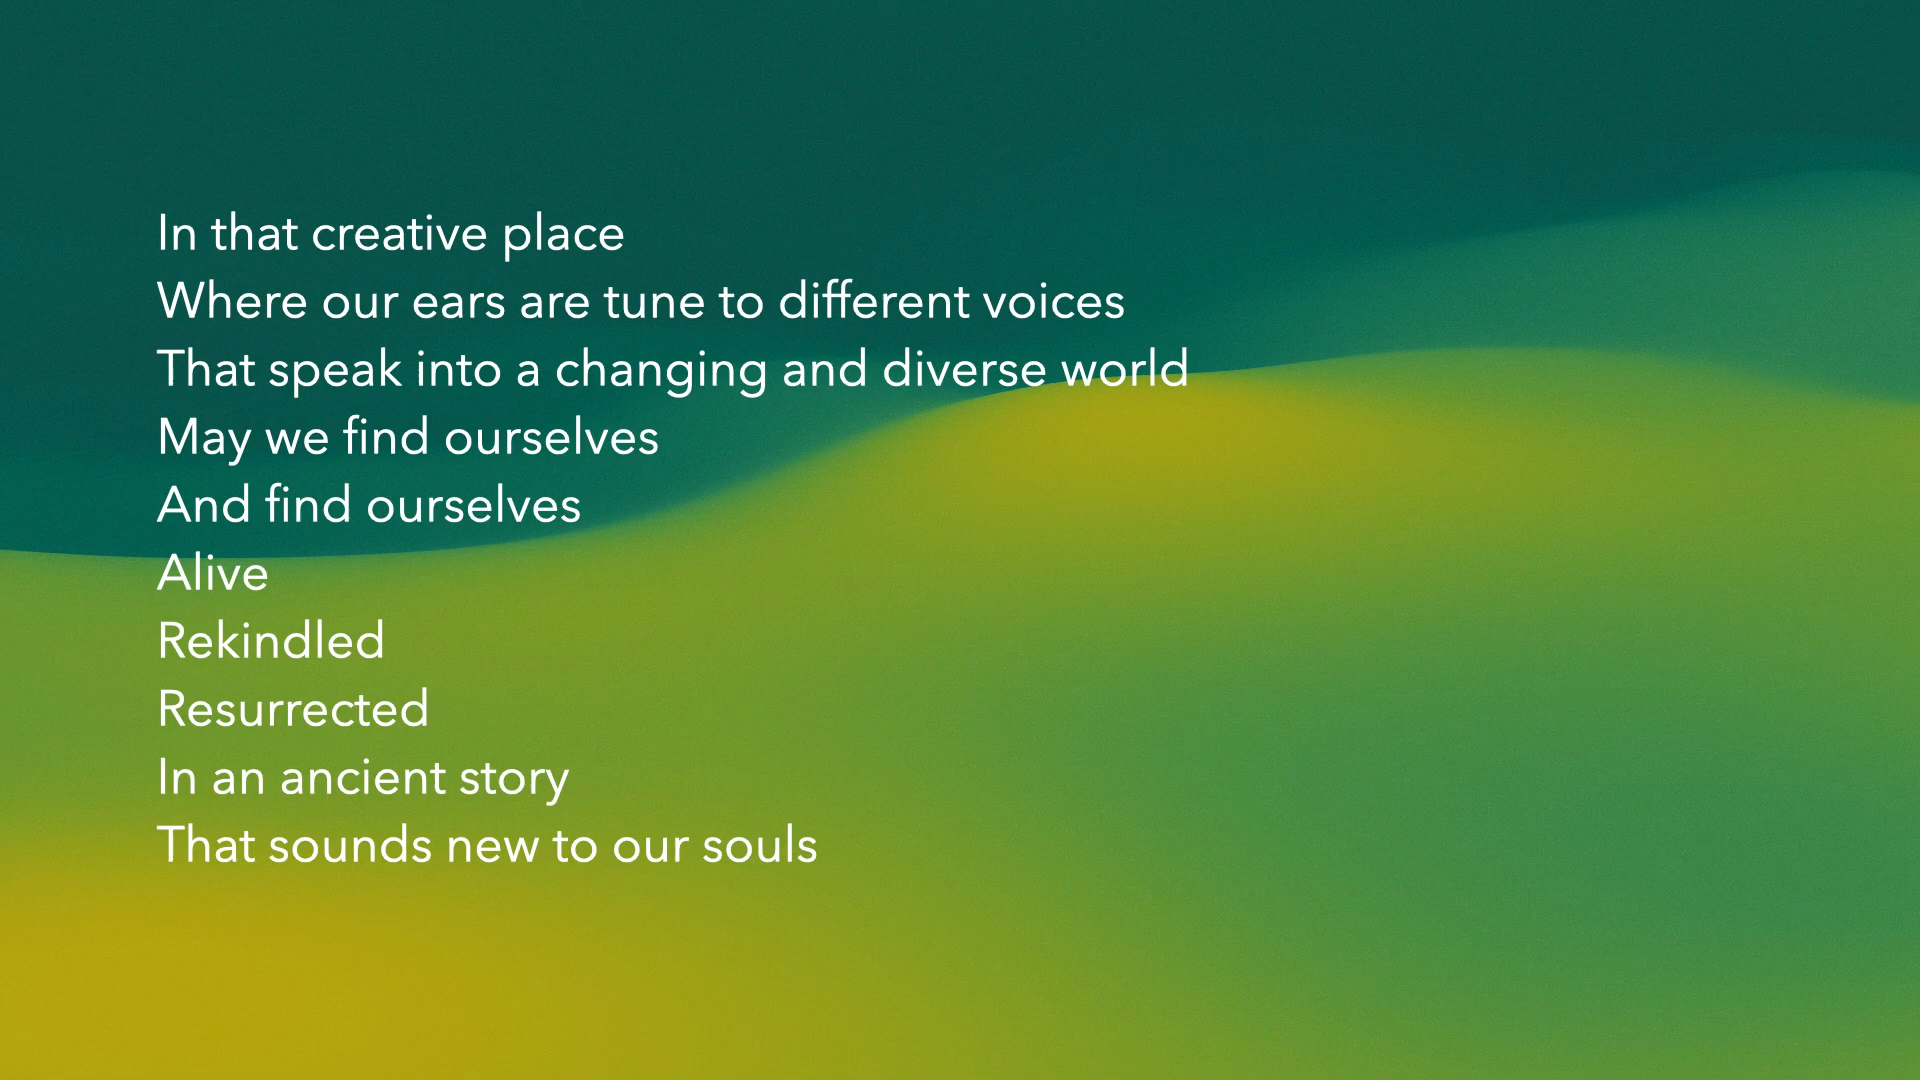 In that creative place
Where our ears are tune to different voices
That speak into a changing and diverse world
May we find ourselves
And find ourselves
Alive
Rekindled
Resurrected
In an ancient story
That sounds new to our souls